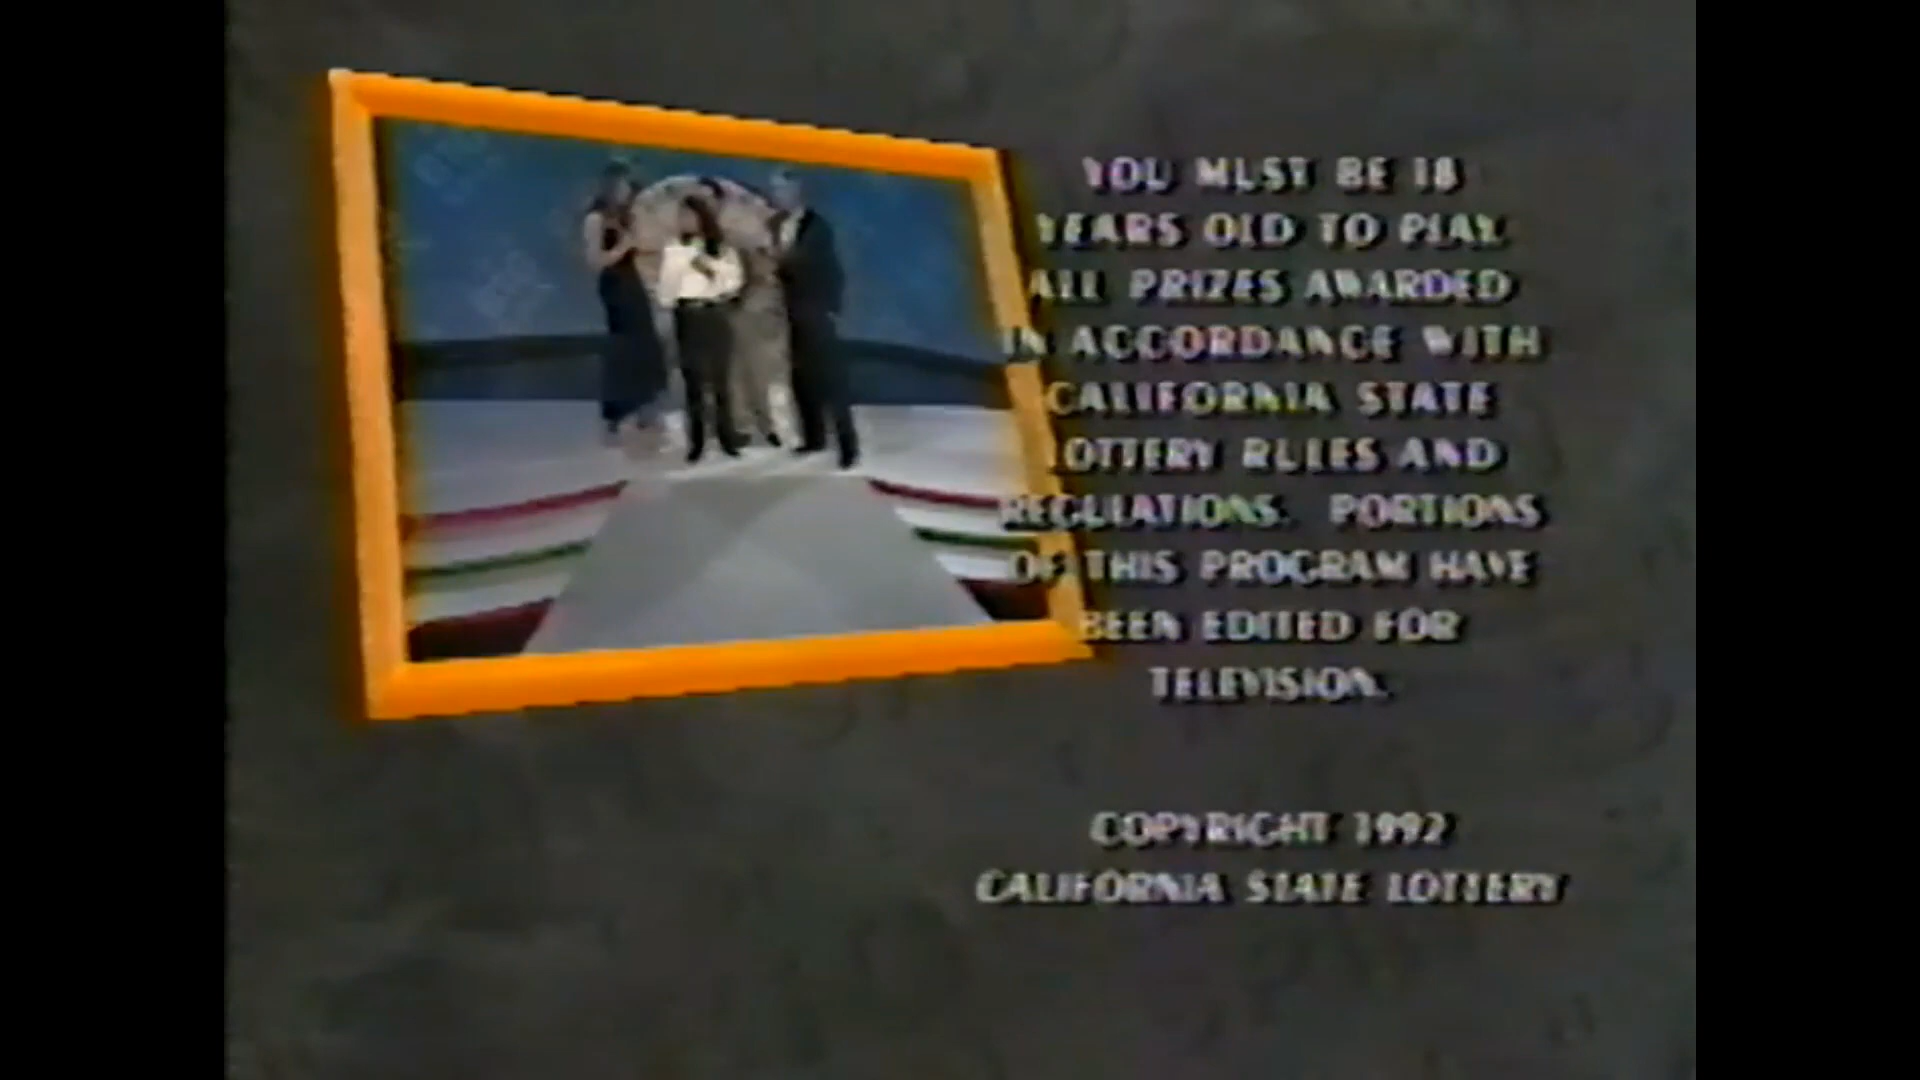 YOU MUST BE 18
YEARS OLD TO PLAY.
ALL PRIZES AWARDED
IN ACCORDANCE WITH
CALIFORNIA STATE
LOTTERY RULES AND
REGULATIONS. PORTIONS
OF THIS PROGRAM HAVE
BEEN EDITED FOR
TELEVISION.
COPYRIGHT 1992
CALIFORNIA STATE LOTTERY